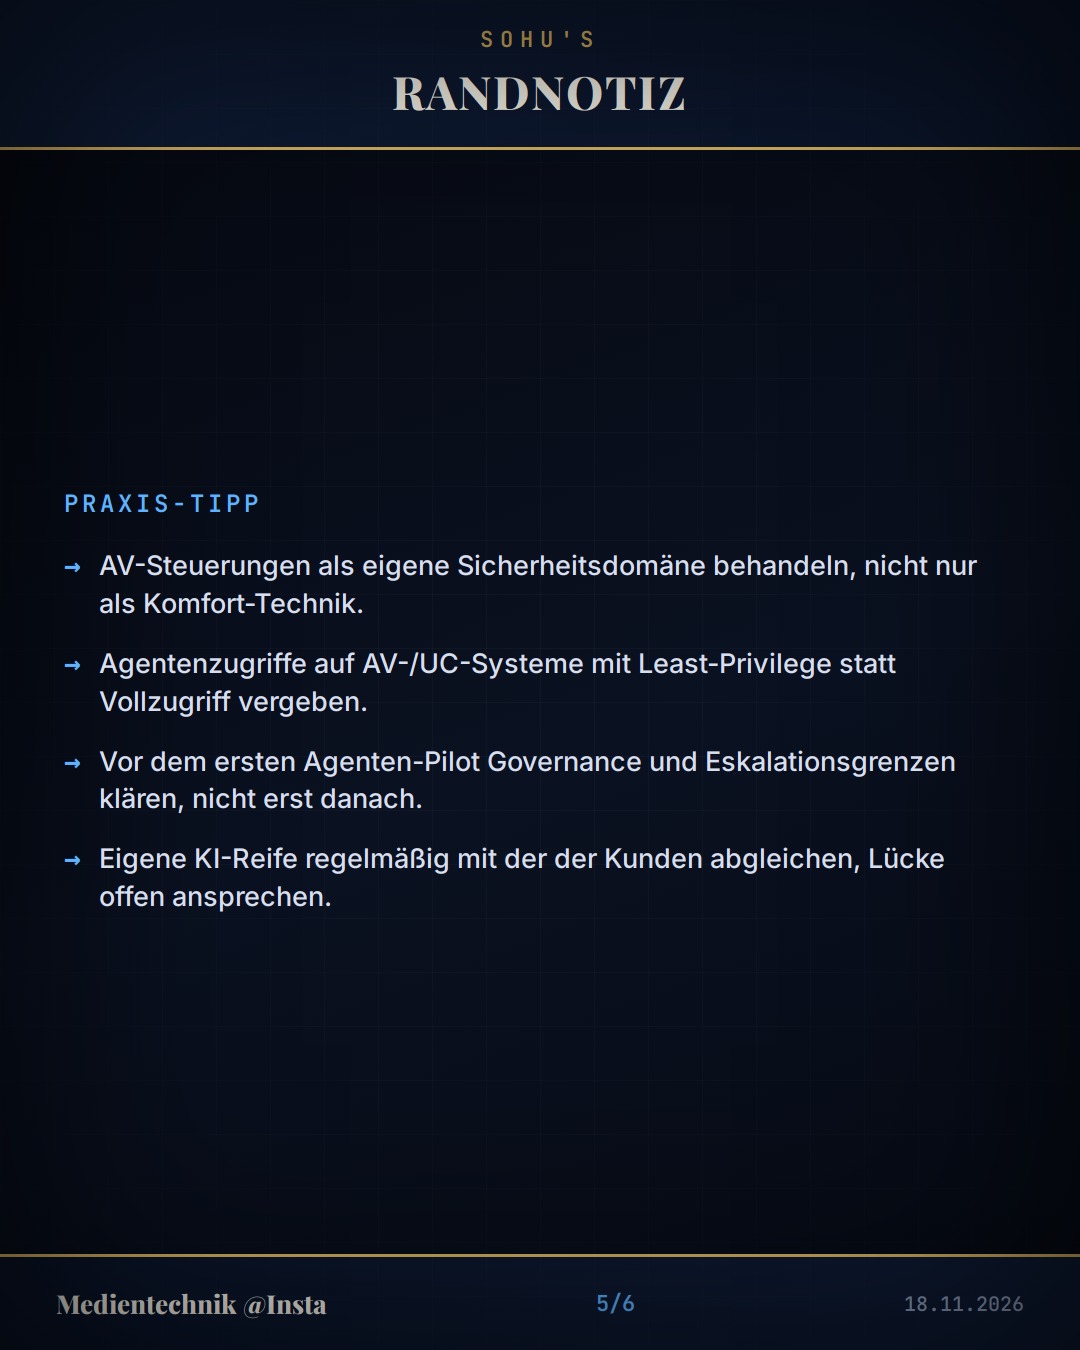 SOHU'S
RANDNOTIZ
PRAXIS-TIPP
→ AV-Steuerungen als eigene Sicherheitsdomäne behandeln, nicht nur
als Komfort-Technik.
→ Agentenzugriffe auf AV-/UC-Systeme mit Least-Privilege statt
Vollzugriff vergeben.
→ Vor dem ersten Agenten-Pilot Governance und Eskalationsgrenzen
klären, nicht erst danach.
→ Eigene KI-Reife regelmäßig mit der der Kunden abgleichen, Lücke
offen ansprechen.
Medientechnik @Insta
5/6
18.11.2026